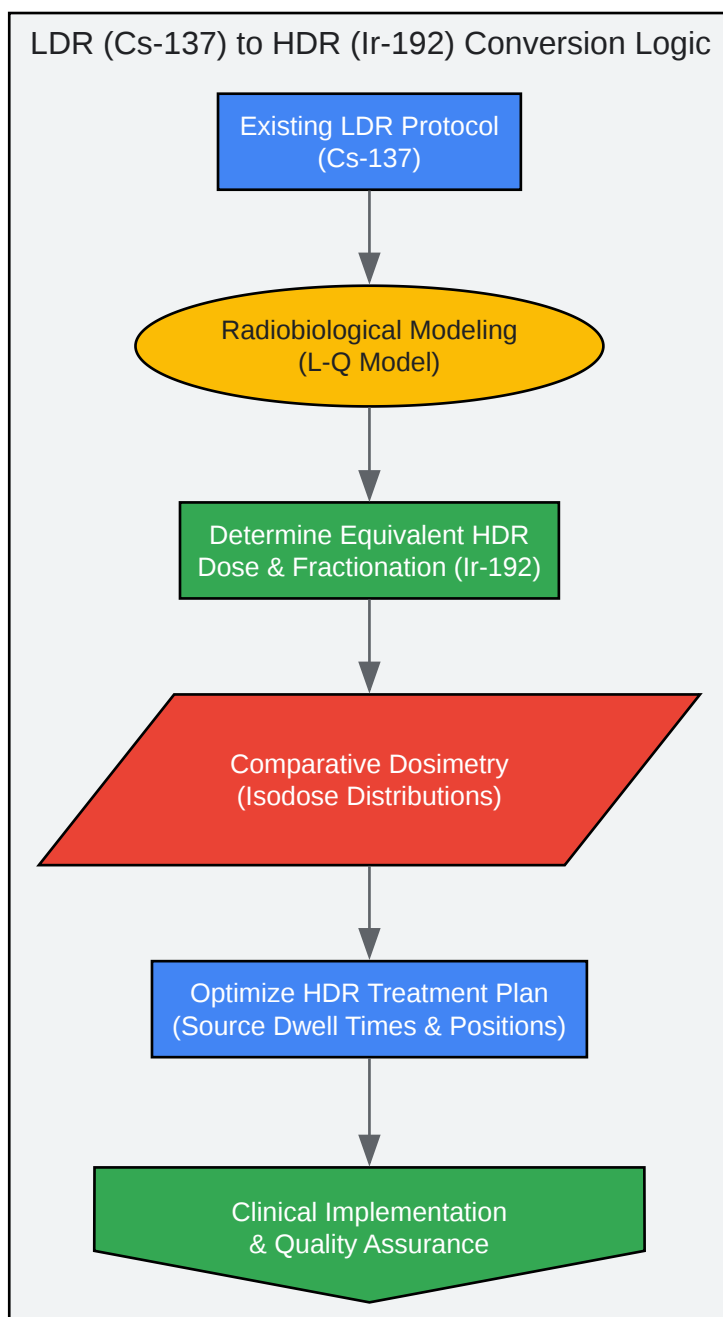 LDR (Cs-137) to HDR (Ir-192) Conversion Logic
Existing LDR Protocol
(Cs-137)
Radiobiological Modeling
(L-Q Model)
Determine Equivalent HDR
Dose & Fractionation (Ir-192)
Comparative Dosimetry
(Isodose Distributions)
Optimize HDR Treatment Plan
(Source Dwell Times & Positions)
Clinical Implementation
& Quality Assurance